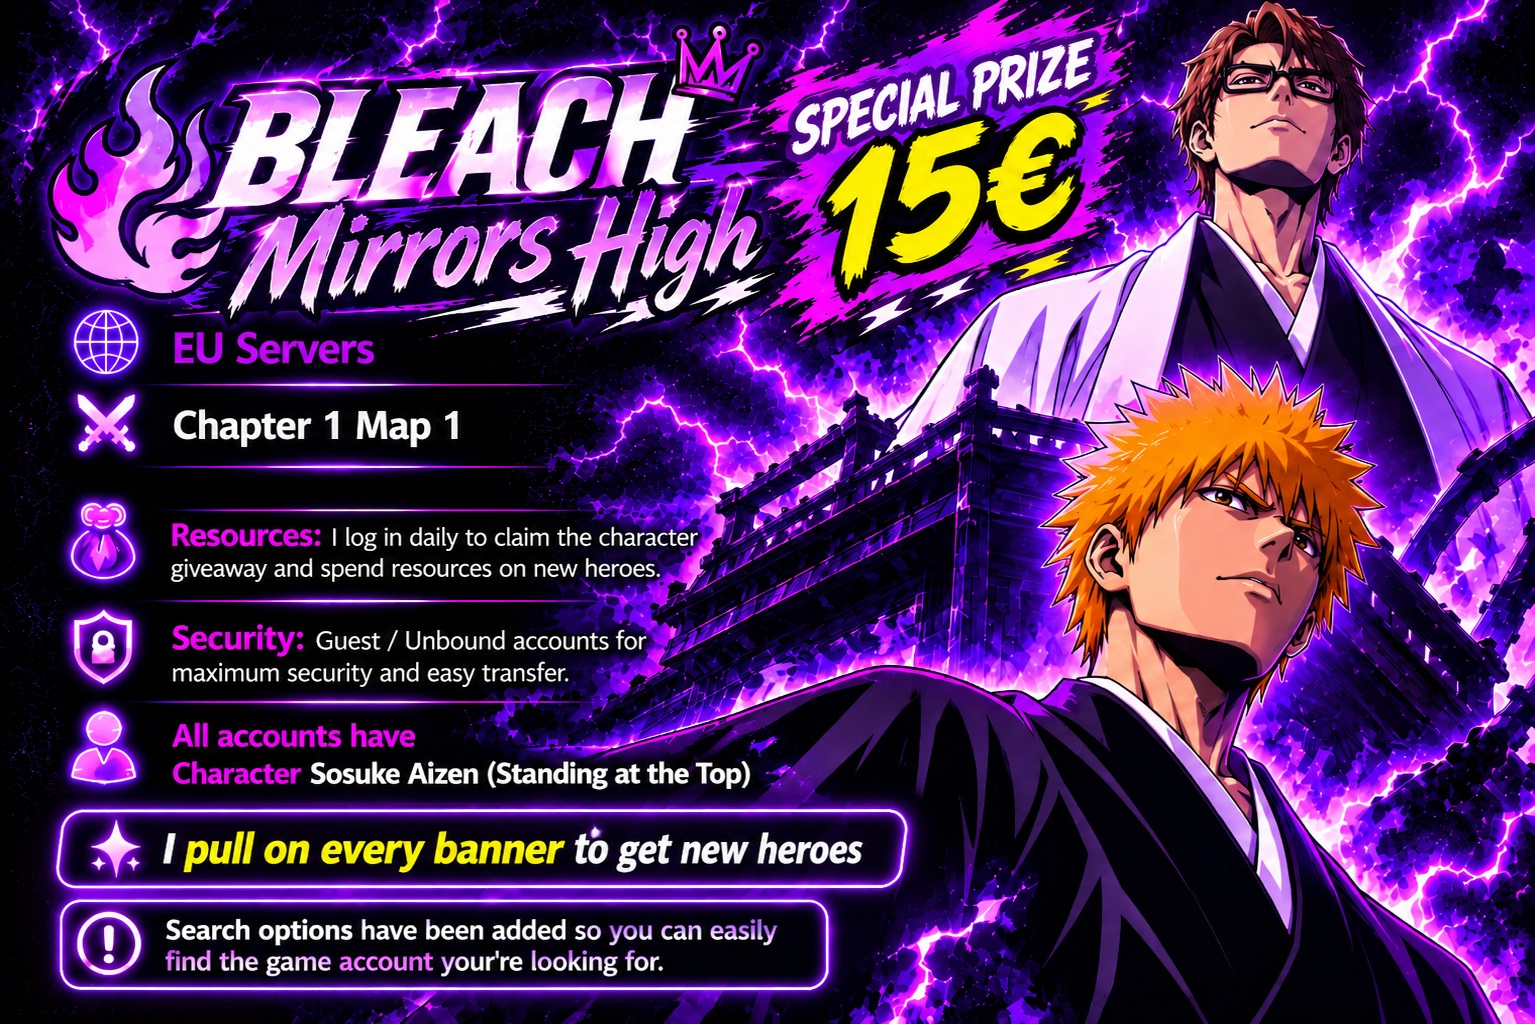 BLEACH
Mirrors High
SPECIAL PRIZE
15€
EU Servers
Chapter 1 Map 1
Resources: I log in daily to claim the character
giveaway and spend resources on new heroes.
Security: Guest / Unbound accounts for
maximum security and easy transfer.
All accounts have
Character Sosuke Aizen (Standing at the Top)
I pull on every banner to get new heroes
Search options have been added so you can easily
find the game account your're looking for.